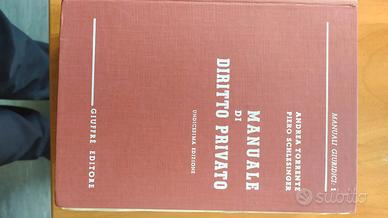 MANUALI GIURIDICI: 1
ANDREA TORRENTE
PIERO SCHLESINGER
MANUALE
DI
DIRITTO PRIVATO
UNDICESIMA EDIZIONE
GIUFFRÈ EDITORE
subito